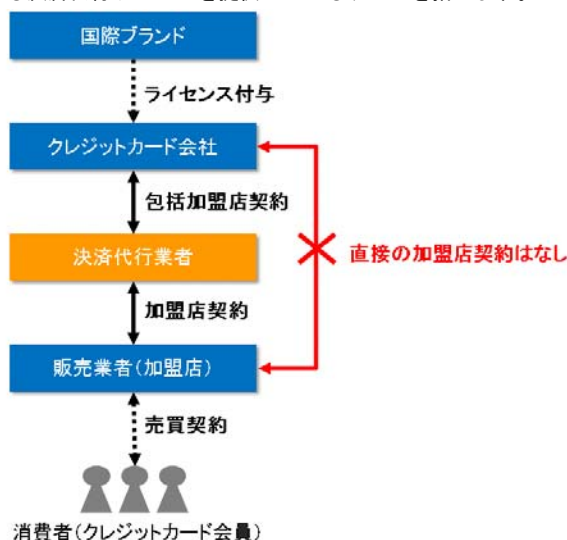 国際ブランド
ライセンス付与
クレジットカード会社
包括加盟店契約
決済代行業者
直接の加盟店契約はなし
加盟店契約
販売業者(加盟店)
売買契約
消費者(クレジットカード会員)